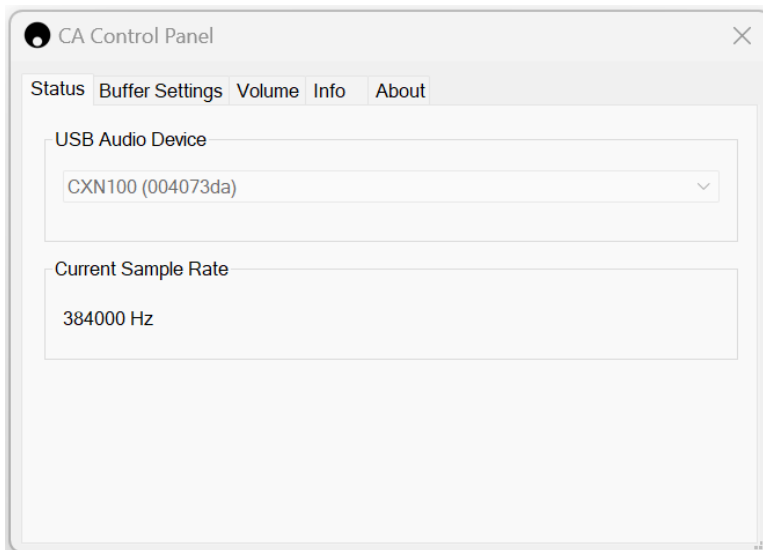 CA Control Panel
Status Buffer Settings Volume Info About
USB Audio Device
CXN100 (004073da)
Current Sample Rate
384000 Hz